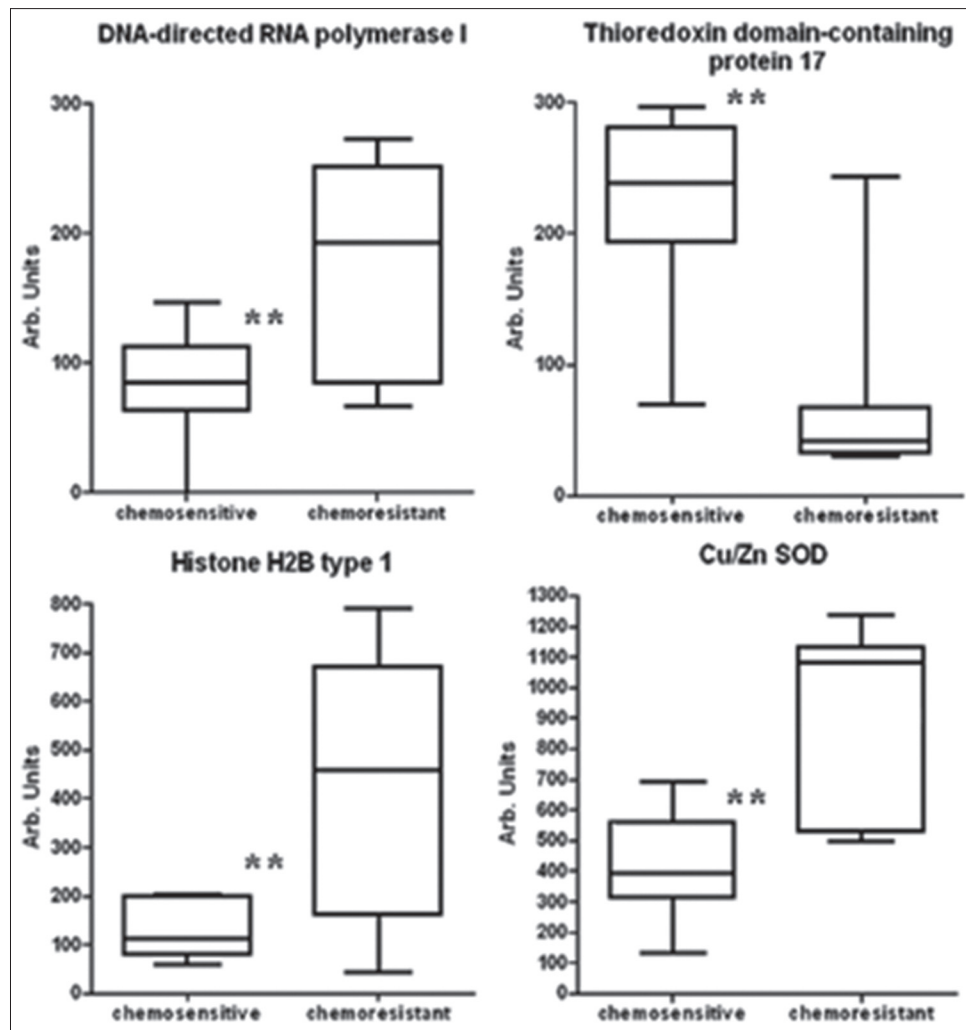 DNA-directed RNA polymerase I
300
200
100
0
Arb. Units
**
chemosensitive
chemoresistant
Thioredoxin domain-containing
protein 17
300
200
100
0
Arb. Units
**
chemosensitive
chemoresistant
Histone H2B type 1
800
700
600
500
400
300
200
100
0
Arb. Units
**
chemosensitive
chemoresistant
Cu/Zn SOD
1300
1200
1100
1000
900
800
700
600
500
400
300
200
100
0
Arb. Units
**
chemosensitive
chemoresistant